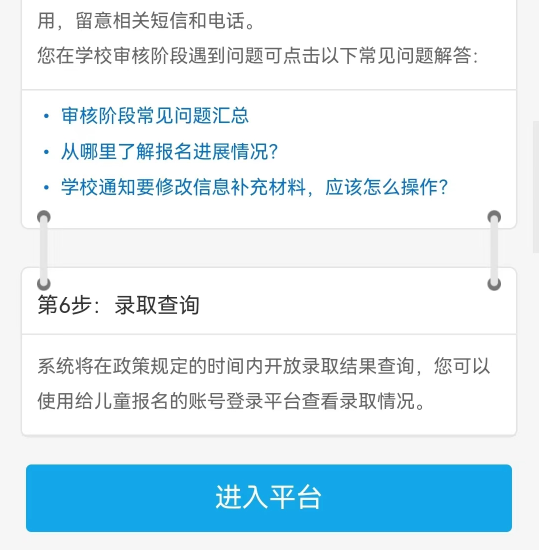 用，留意相关短信和电话。
您在学校审核阶段遇到问题可点击以下常见问题解答：
• 审核阶段常见问题汇总
• 从哪里了解报名进展情况？
• 学校通知要修改信息补充材料，应该怎么操作？
第6步：录取查询
系统将在政策规定的时间内开放录取结果查询，您可以
使用给儿童报名的账号登录平台查看录取情况。
进入平台